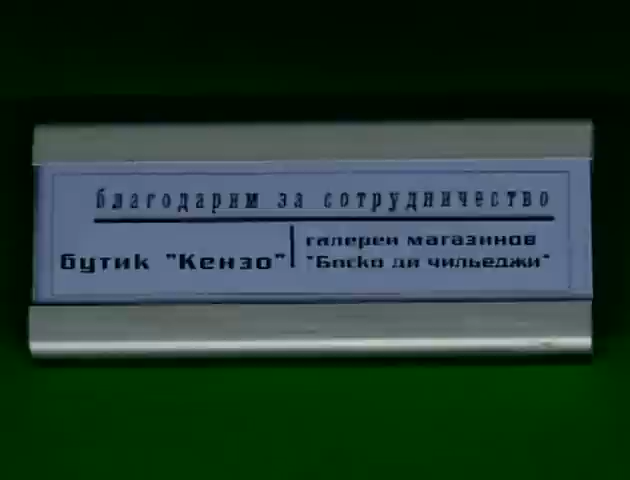 благодарим за сотрудничество
бутик "Кензо"
галереи магазинов
"Боско ди чильеджи"